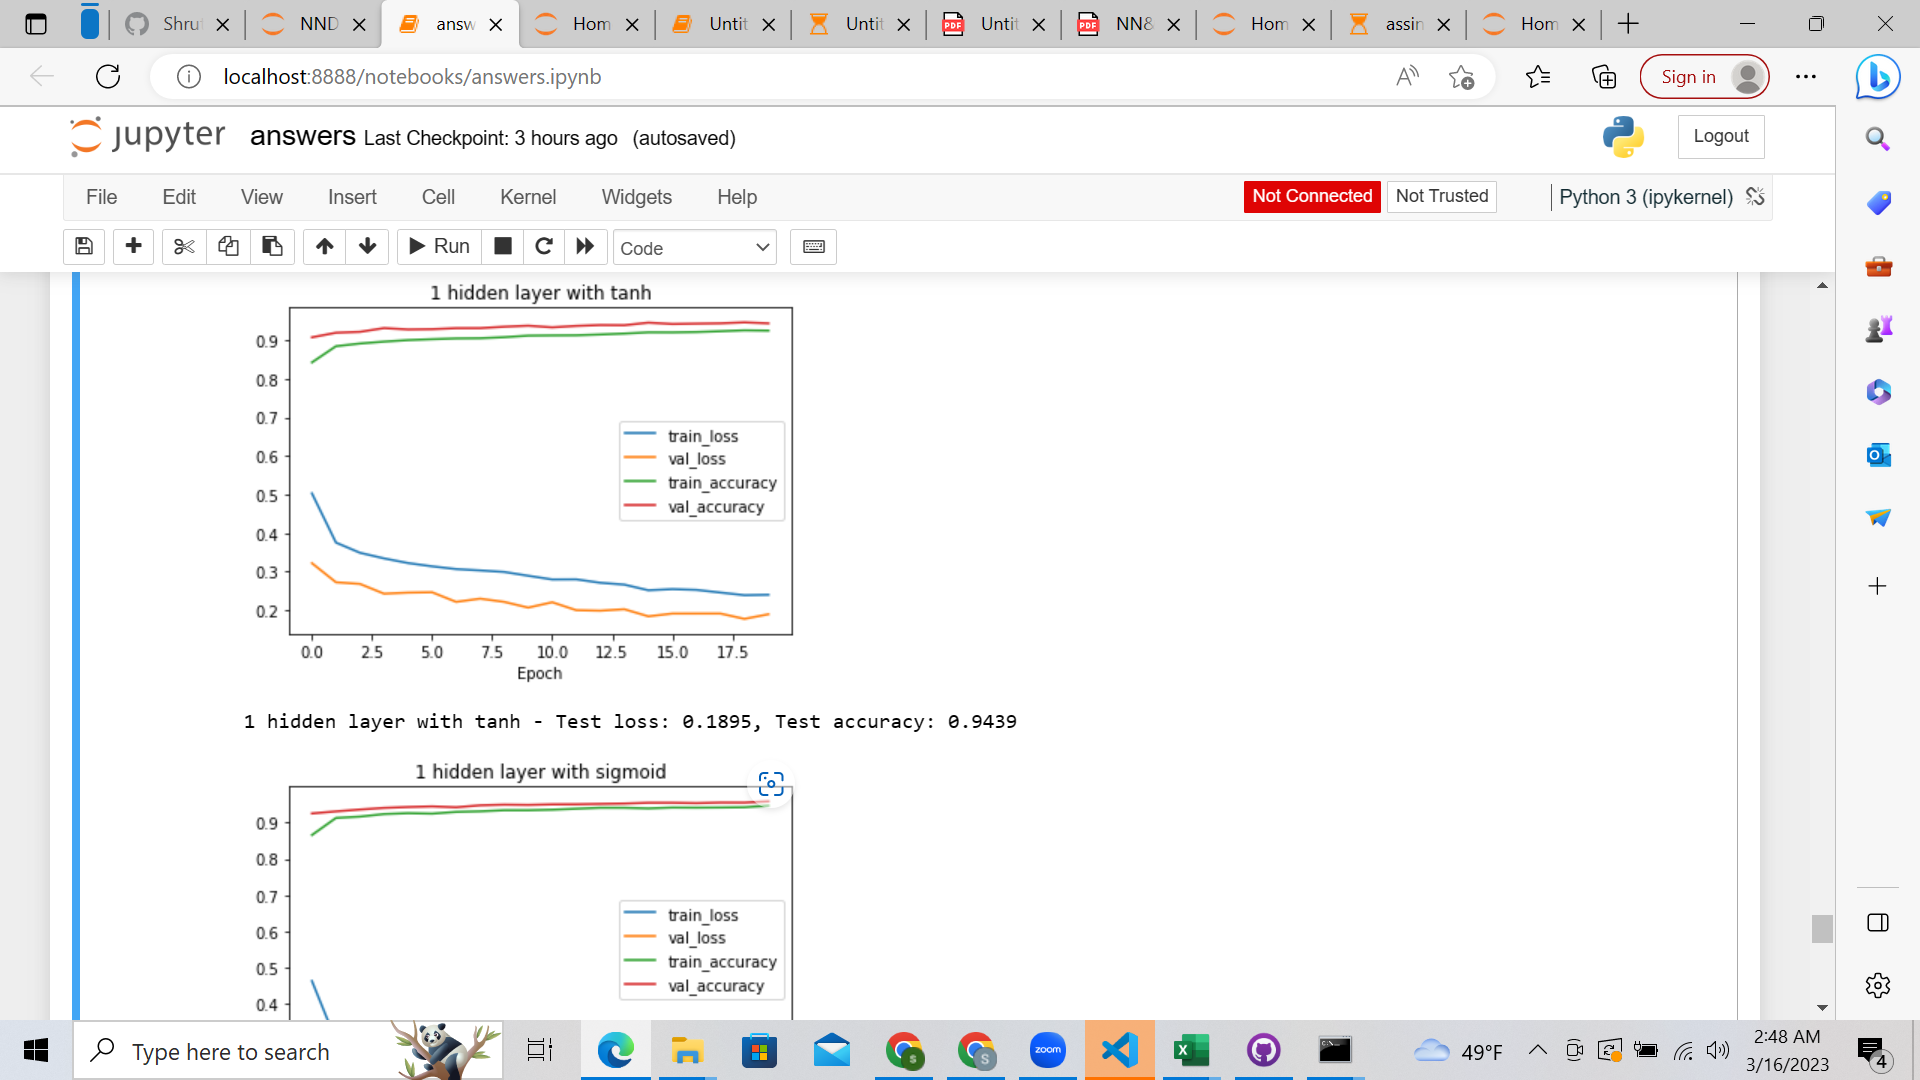 Shru
NND
answ
Hom
Untit
Untit
Untit
NN&
Hom
assin
Hom
localhost:8888/notebooks/answers.ipynb
Sign in
jupyter answers Last Checkpoint: 3 hours ago (autosaved)
Logout
File Edit View Insert Cell Kernel Widgets Help
Not Connected Not Trusted Python 3 (ipykernel)
Run Code
1 hidden layer with tanh
0.9
0.8
0.7
0.6
0.5
0.4
0.3
0.2
train_loss
val_loss
train_accuracy
val_accuracy
0.0 2.5 5.0 7.5 10.0 12.5 15.0 17.5
Epoch
1 hidden layer with tanh - Test loss: 0.1895, Test accuracy: 0.9439
1 hidden layer with sigmoid
0.9
0.8
0.7
0.6
0.5
0.4
train_loss
val_loss
train_accuracy
val_accuracy
Type here to search
zoom
49°F
2:48 AM
3/16/2023
4